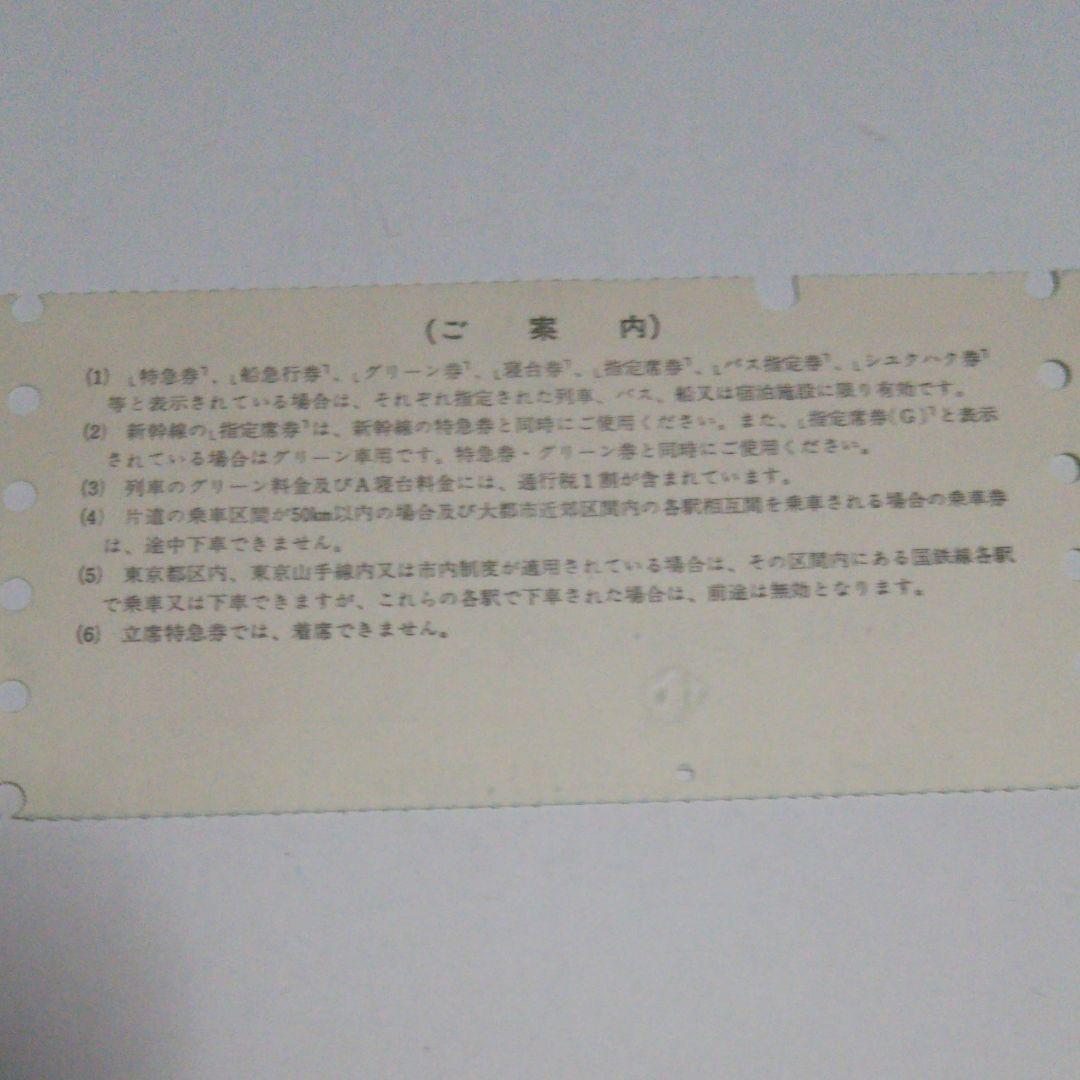 (ご案内)
(1) ｢特急券｣、｢船急行券｣、｢グリーン券｣、｢寝台券｣、｢指定席券｣、｢バス指定券｣、｢シユクハク券｣
等と表示されている場合は、それぞれ指定された列車、バス、船又は宿泊施設に限り有効です。
(2) 新幹線の｢指定席券｣は、新幹線の特急券と同時にご使用ください。また、｢指定席券(G)｣と表示
されている場合はグリーン車用です。特急券・グリーン券と同時にご使用ください。
(3) 列車のグリーン料金及びA寝台料金には、通行税1割が含まれています。
(4) 片道の乗車区間が50km以内の場合及び大都市近郊区間内の各駅相互間を乗車される場合の乗車券
は、途中下車できません。
(5) 東京都区内、東京山手線内又は市内制度が適用されている場合は、その区間内にある国鉄線各駅
で乗車又は下車できますが、これらの各駅で下車された場合は、前途は無効となります。
(6) 立席特急券では、着席できません。